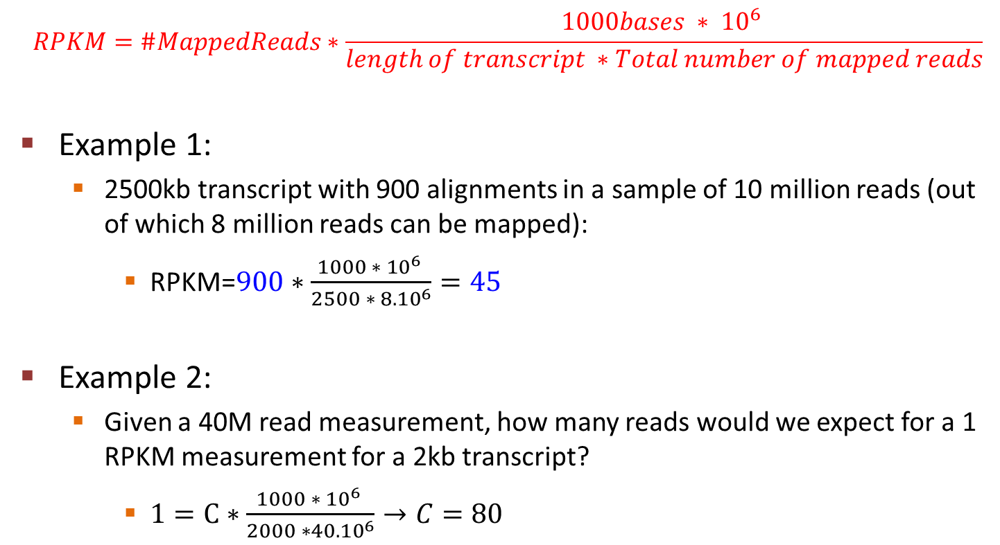 RPKM = #MappedReads * \frac{1000bases * 10^6}{length of transcript * Total number of mapped reads}
▪ Example 1:
▪ 2500kb transcript with 900 alignments in a sample of 10 million reads (out
of which 8 million reads can be mapped):
▪ RPKM=900 * \frac{1000 * 10^6}{2500 * 8.10^6} = 45
▪ Example 2:
▪ Given a 40M read measurement, how many reads would we expect for a 1
RPKM measurement for a 2kb transcript?
▪ 1 = C * \frac{1000 * 10^6}{2000 *40.10^6} → C = 80